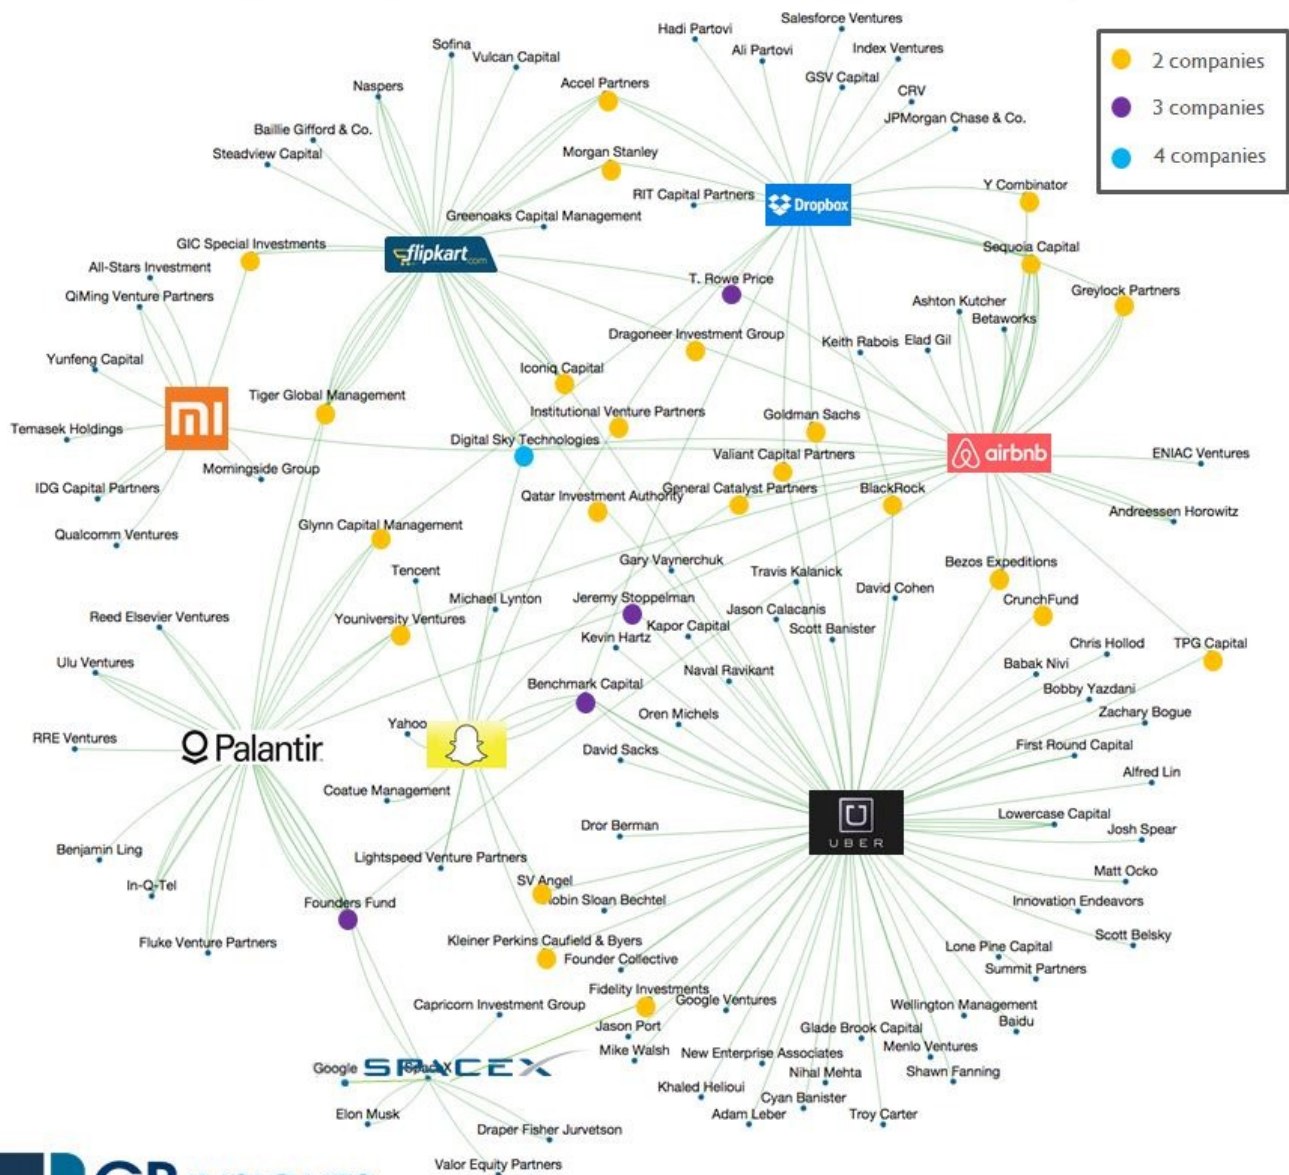 Salesforce Ventures
Hadi Partovi
Sofina
Ali Partovi
Index Ventures
Vulcan Capital
2 companies
GSV Capital
Accel Partners
Naspers
CRV
3 companies
JPMorgan Chase & Co.
Baillie Gifford & Co.
Steadview Capital
Morgan Stanley
4 companies
Y Combinator
RIT Capital Partners
Dropbox
Greenoaks Capital Management
GIC Special Investments
flipkart.com
Sequoia Capital
All-Stars Investment
T. Rowe Price
Greylock Partners
QiMing Venture Partners
Ashton Kutcher
Betaworks
Dragoneer Investment Group
Keith Rabois
Elad Gil
Yunfeng Capital
Iconiq Capital
Tiger Global Management
mi
Institutional Venture Partners
Goldman Sachs
Temasek Holdings
Digital Sky Technologies
Valiant Capital Partners
airbnb
ENIAC Ventures
Morningside Group
IDG Capital Partners
General Catalyst Partners
BlackRock
Qatar Investment Authority
Andreessen Horowitz
Glynn Capital Management
Qualcomm Ventures
Gary Vaynerchuk
Bezos Expeditions
Tencent
Travis Kalanick
David Cohen
Michael Lynton
Jeremy Stoppelman
CrunchFund
Jason Calacanis
Reed Elsevier Ventures
Youniversity Ventures
Kapor Capital
Scott Banister
Kevin Hartz
Chris Hollod
TPG Capital
Ulu Ventures
Babak Nivi
Naval Ravikant
Benchmark Capital
Bobby Yazdani
Oren Michels
Zachary Bogue
Yahoo
RRE Ventures
Palantir
David Sacks
First Round Capital
Alfred Lin
Coatue Management
Lowercase Capital
UBER
Dror Berman
Josh Spear
Benjamin Ling
Lightspeed Venture Partners
Matt Ocko
In-Q-Tel
SV Angel
Robin Sloan Bechtel
Innovation Endeavors
Founders Fund
Scott Belsky
Fluke Venture Partners
Kleiner Perkins Caufield & Byers
Lone Pine Capital
Founder Collective
Summit Partners
Fidelity Investments
Google Ventures
Capricorn Investment Group
Wellington Management
Jason Port
Glade Brook Capital
Baidu
Mike Walsh
New Enterprise Associates
Menlo Ventures
Google
SPACEX
SpaceX
Nihal Mehta
Shawn Fanning
Khaled Helioui
Cyan Banister
Elon Musk
Adam Leber
Troy Carter
Draper Fisher Jurvetson
Valor Equity Partners